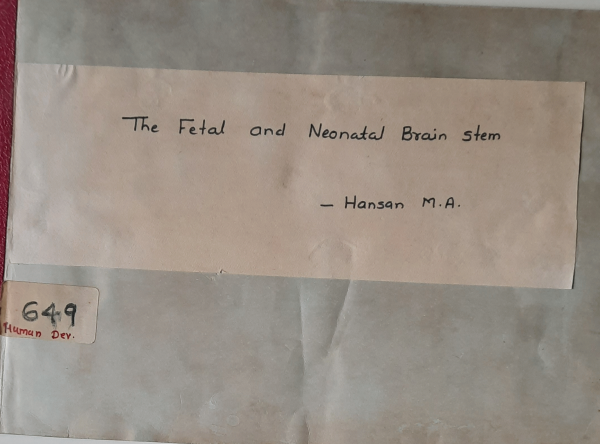 The Fetal and Neonatal Brain stem
— Hansan M.A.
649
Human Dev.